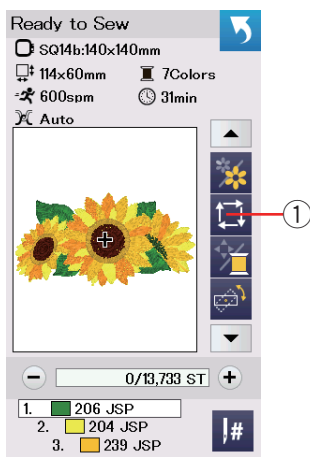 Ready to Sew
SQ14b:140x140mm
114x60mm 7Colors
600spm 31min
Auto
1
0/13,733 ST
1. 206 JSP
2. 204 JSP
3. 239 JSP
#